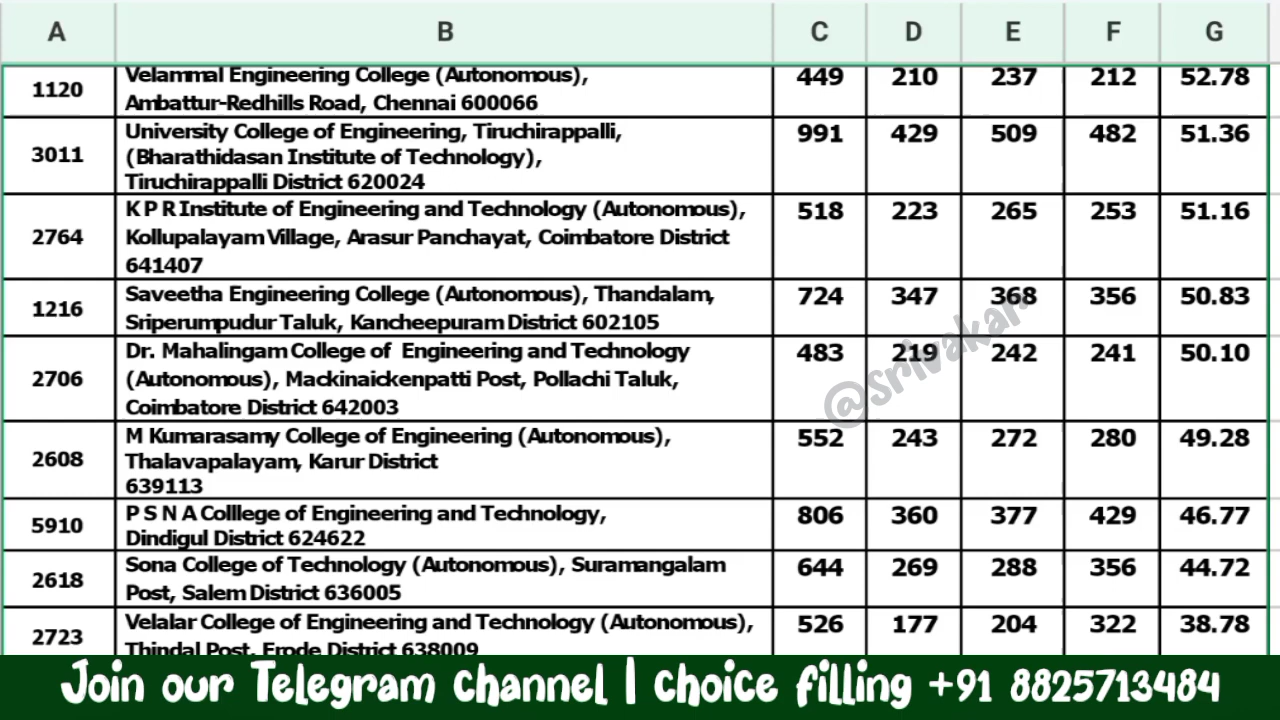 A B C D E F G
1120 Velammal Engineering College (Autonomous), 449 210 237 212 52.78
Ambattur-Redhills Road, Chennai 600066
University College of Engineering, Tiruchirappalli, 991 429 509 482 51.36
3011 (Bharathidasan Institute of Technology),
Tiruchirappalli District 620024
K P R Institute of Engineering and Technology (Autonomous), 518 223 265 253 51.16
2764 Kollupalayam Village, Arasur Panchayat, Coimbatore District
641407
1216 Saveetha Engineering College (Autonomous), Thandalam, 724 347 368 356 50.83
Sriperumpudur Taluk, Kancheepuram District 602105
Dr. Mahalingam College of Engineering and Technology 483 219 242 241 50.10
2706 (Autonomous), Mackinaickenpatti Post, Pollachi Taluk,
Coimbatore District 642003
M Kumarasamy College of Engineering (Autonomous), 552 243 272 280 49.28
2608 Thalavapalayam, Karur District
639113
5910 P S N A Colllege of Engineering and Technology, 806 360 377 429 46.77
Dindigul District 624622
2618 Sona College of Technology (Autonomous), Suramangalam 644 269 288 356 44.72
Post, Salem District 636005
2723 Velalar College of Engineering and Technology (Autonomous), 526 177 204 322 38.78
Thindal Post, Erode District 638009
@srivakar
Join our Telegram channel | choice filling +91 8825713484